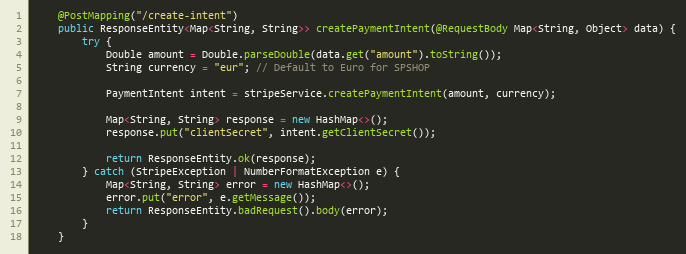 1 @PostMapping("/create-intent")
2 public ResponseEntity<Map<String, String>> createPaymentIntent(@RequestBody Map<String, Object> data) {
3 try {
4 Double amount = Double.parseDouble(data.get("amount").toString());
5 String currency = "eur"; // Default to Euro for SPSHOP
6
7 PaymentIntent intent = stripeService.createPaymentIntent(amount, currency);
8
9 Map<String, String> response = new HashMap<>();
10 response.put("clientSecret", intent.getClientSecret());
11
12 return ResponseEntity.ok(response);
13 } catch (StripeException | NumberFormatException e) {
14 Map<String, String> error = new HashMap<>();
15 error.put("error", e.getMessage());
16 return ResponseEntity.badRequest().body(error);
17 }
18 }